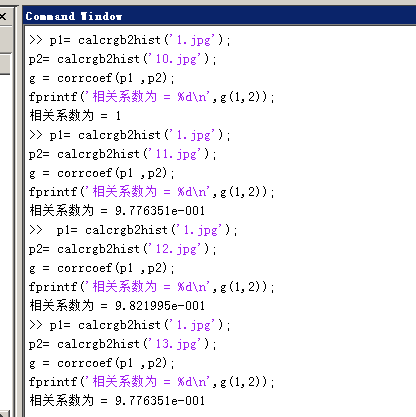 Command Window
>> p1= calcrgb2hist('1.jpg');
p2= calcrgb2hist('10.jpg');
g = corrcoef(p1 ,p2);
fprintf('相关系数为 = %d\n',g(1,2));
相关系数为 = 1
>> p1= calcrgb2hist('1.jpg');
p2= calcrgb2hist('11.jpg');
g = corrcoef(p1 ,p2);
fprintf('相关系数为 = %d\n',g(1,2));
相关系数为 = 9.776351e-001
>>  p1= calcrgb2hist('1.jpg');
p2= calcrgb2hist('12.jpg');
g = corrcoef(p1 ,p2);
fprintf('相关系数为 = %d\n',g(1,2));
相关系数为 = 9.821995e-001
>> p1= calcrgb2hist('1.jpg');
p2= calcrgb2hist('13.jpg');
g = corrcoef(p1 ,p2);
fprintf('相关系数为 = %d\n',g(1,2));
相关系数为 = 9.776351e-001